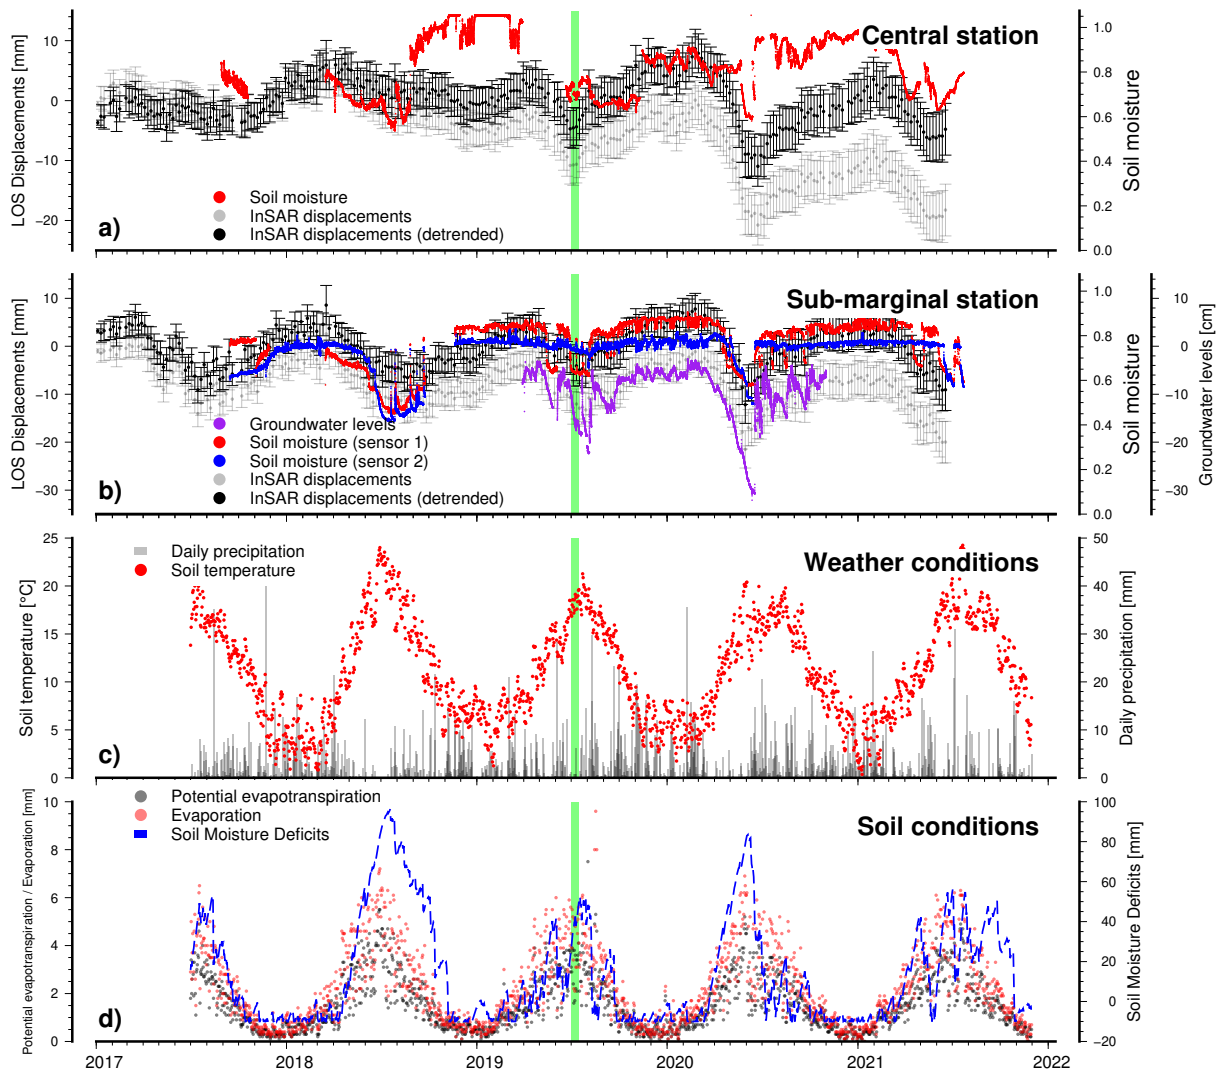 Central station
LOS Displacements [mm]
10
0
−10
−20
Soil moisture
InSAR displacements
InSAR displacements (detrended)
a)
1.0
0.8
0.6
0.4
0.2
0.0
Soil moisture
Sub-marginal station
LOS Displacements [mm]
10
0
−10
−20
−30
Groundwater levels
Soil moisture (sensor 1)
Soil moisture (sensor 2)
InSAR displacements
InSAR displacements (detrended)
b)
1.0
0.8
0.6
0.4
0.2
0.0
Soil moisture
10
0
−10
−20
−30
Groundwater levels [cm]
Weather conditions
Soil temperature [°C]
25
20
15
10
5
0
Daily precipitation
Soil temperature
c)
50
40
30
20
10
0
Daily precipitation [mm]
Soil conditions
Potential evapotranspiration / Evaporation [mm]
10
8
6
4
2
0
Potential evapotranspiration
Evaporation
Soil Moisture Deficits
d)
100
80
60
40
20
0
−20
Soil Moisture Deficits [mm]
2017 2018 2019 2020 2021 2022